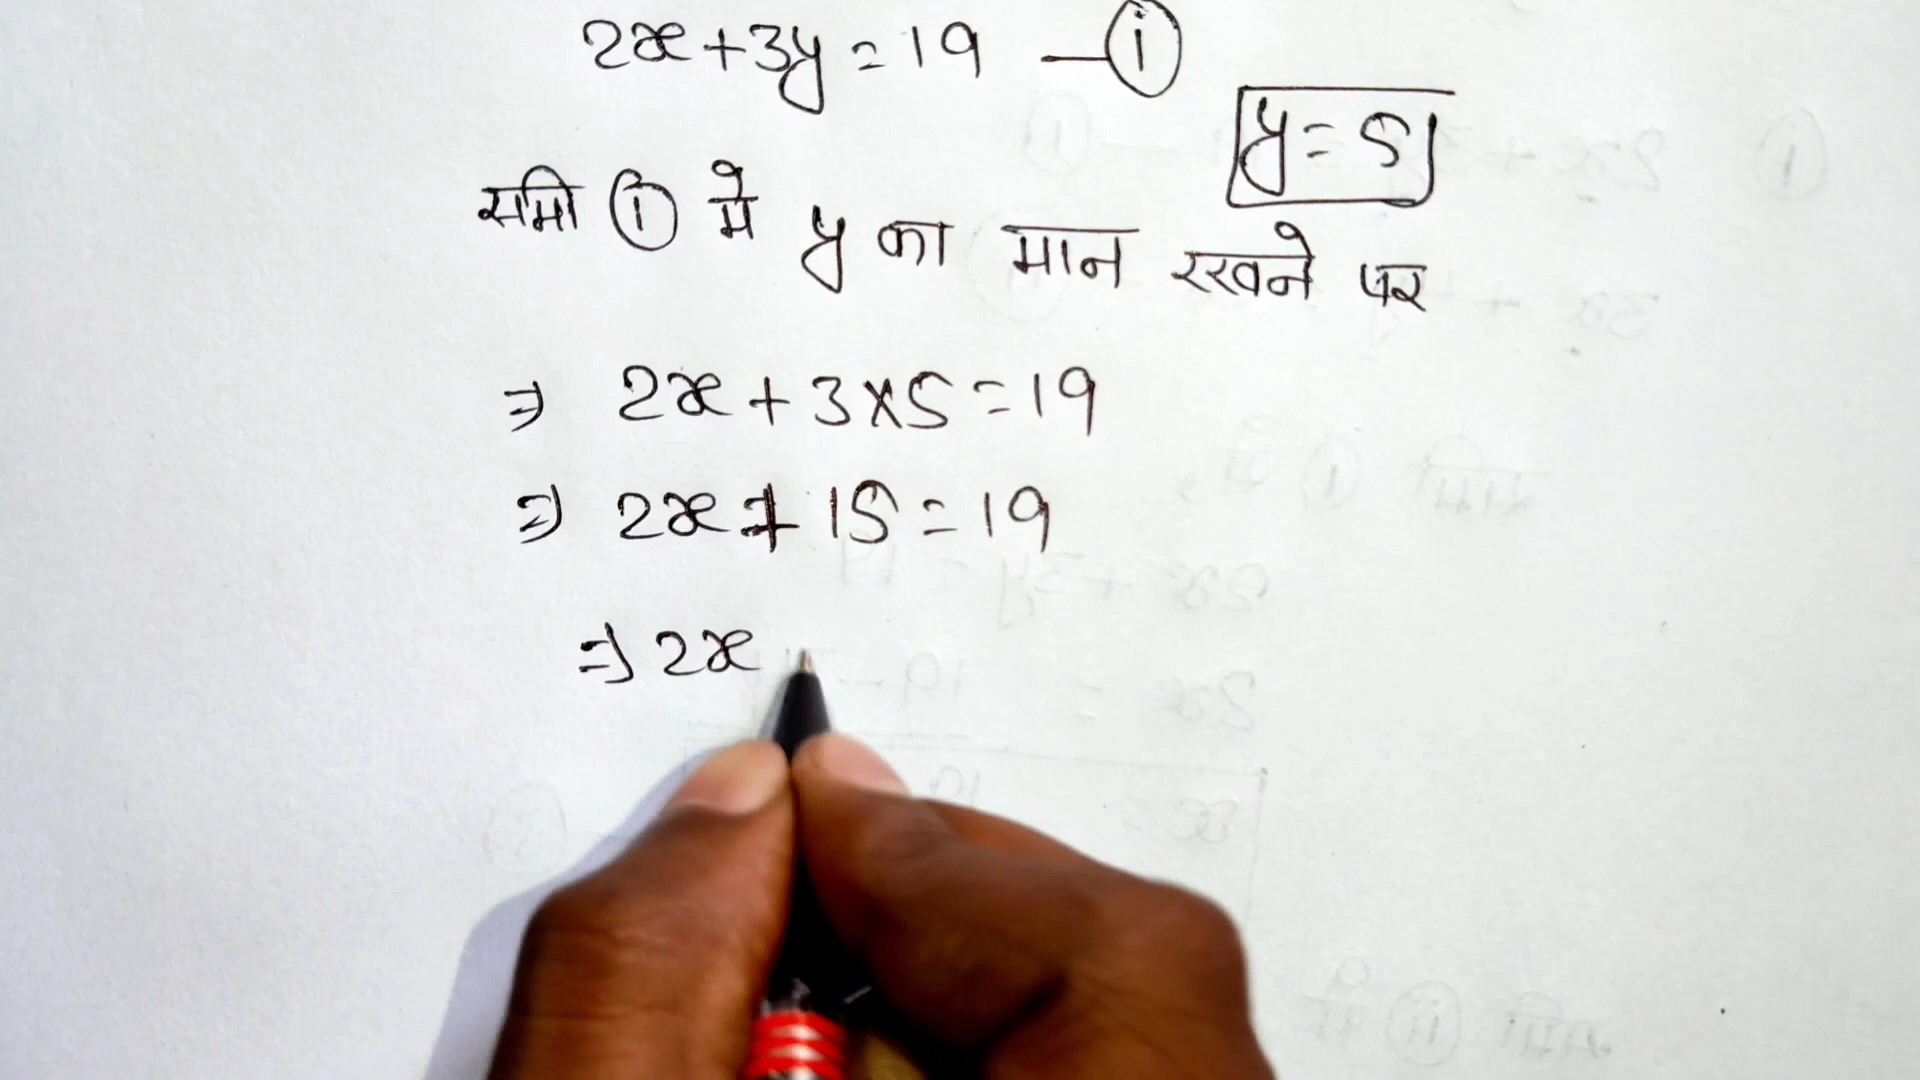 2x+3y=19 — (i)
y=5
समी (i) मे y का मान रखने पर
⇒ 2x+3×5=19
⇒ 2x+15=19
⇒ 2x